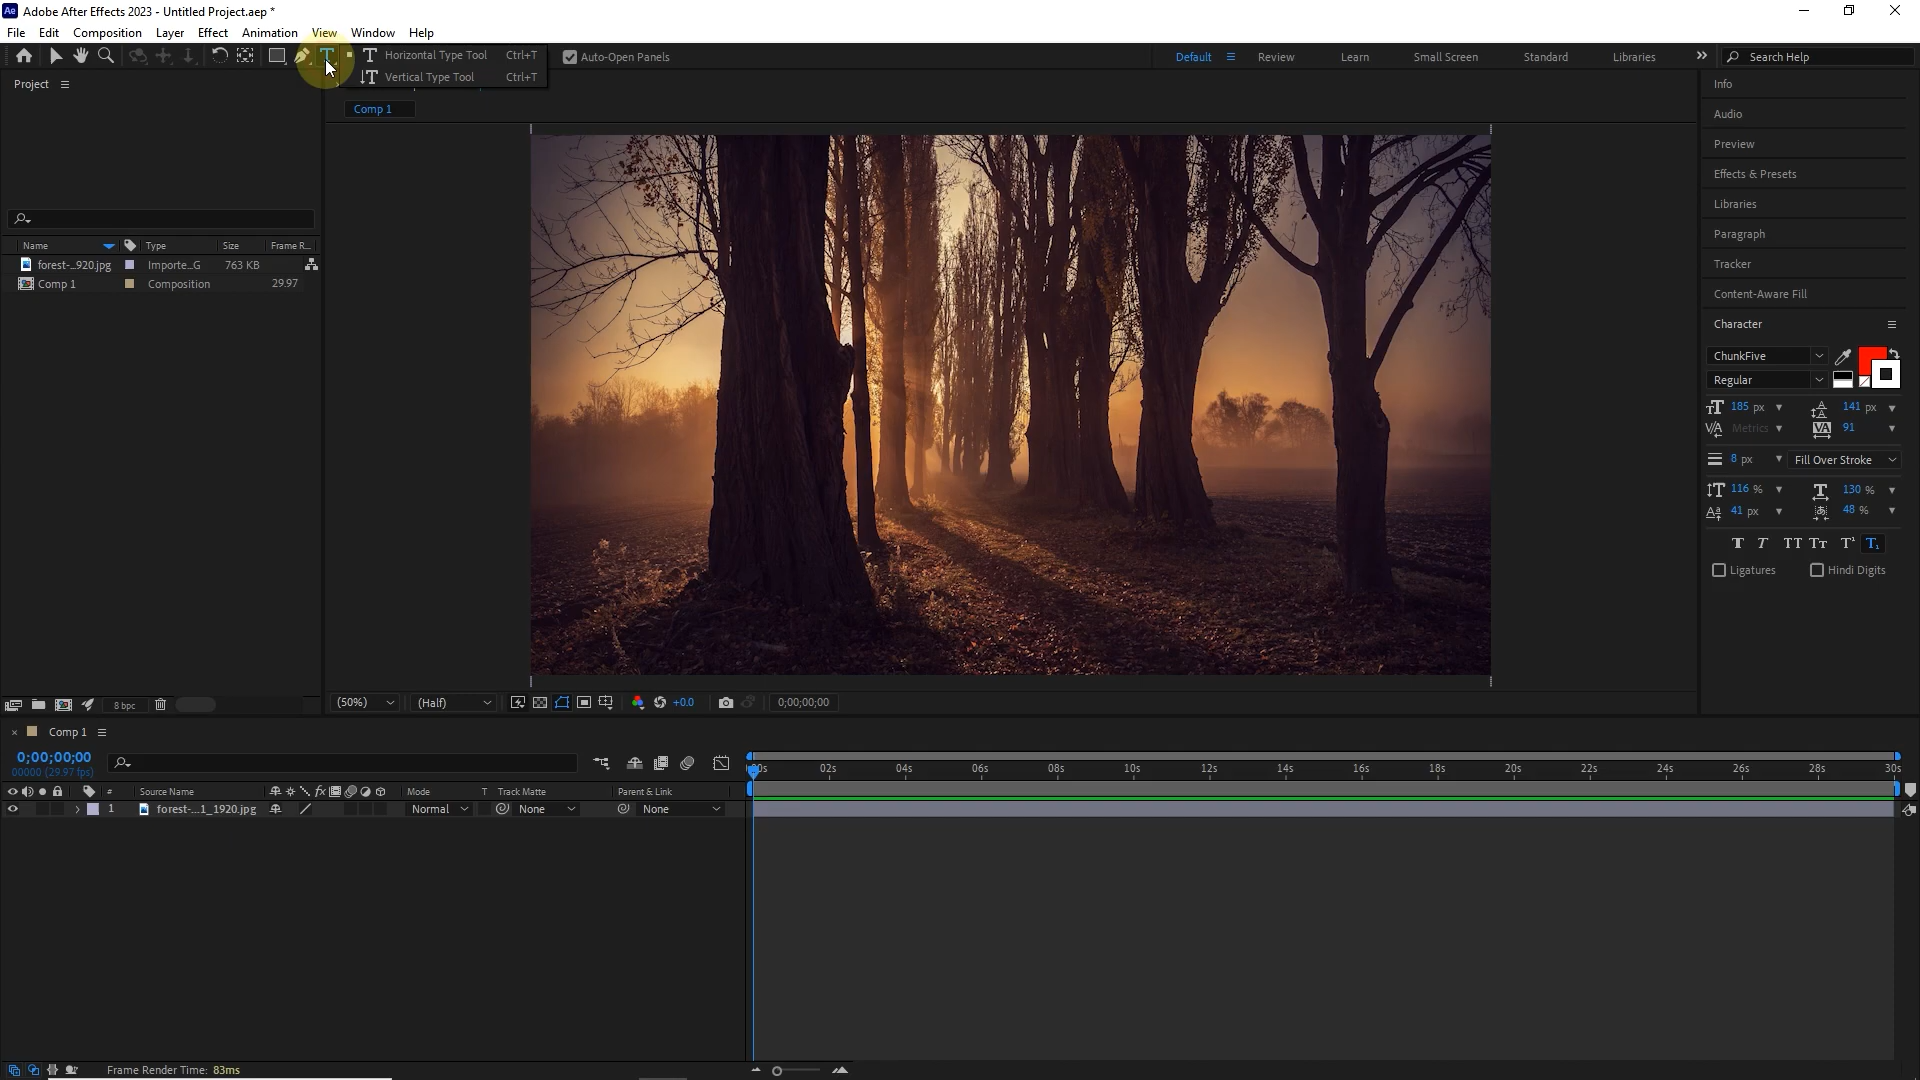 Ae Adobe After Effects 2023 - Untitled Project.aep *
File Edit Composition Layer Effect Animation View Window Help
T Horizontal Type Tool Ctrl+T
Auto-Open Panels Default Review Learn Small Screen Standard Libraries Search Help
↓T Vertical Type Tool Ctrl+T
Project
Info
Comp 1
Audio
Preview
Effects & Presets
Libraries
Paragraph
Tracker
Content-Aware Fill
Character
Name Type Size Frame R...
forest-...920.jpg Importe...G 763 KB
Comp 1 Composition 29.97
ChunkFive
Regular
185 px 141 px
Metrics 91
8 px Fill Over Stroke
116 % 130 %
41 px 48 %
T T TT Tt T¹ T₁
Ligatures Hindi Digits
8 bpc
(50%) (Half) +0.0 0;00;00;00
Comp 1
0;00;00;00
00000 (29.97 fps)
02s 04s 06s 08s 10s 12s 14s 16s 18s 20s 22s 24s 26s 28s 30s
# Source Name fx Mode T Track Matte Parent & Link
1 forest-...1_1920.jpg Normal None None
Frame Render Time: 83ms